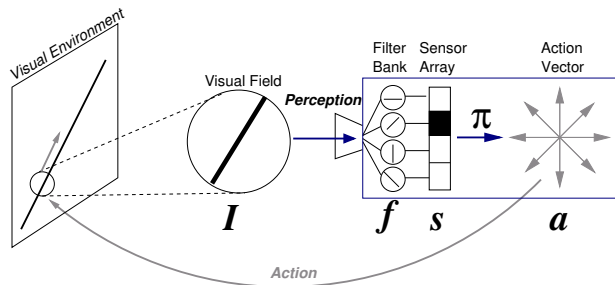 Visual Environment
Visual Field
Perception
Filter
Bank
Sensor
Array
Action
Vector
π
I
f
s
a
Action